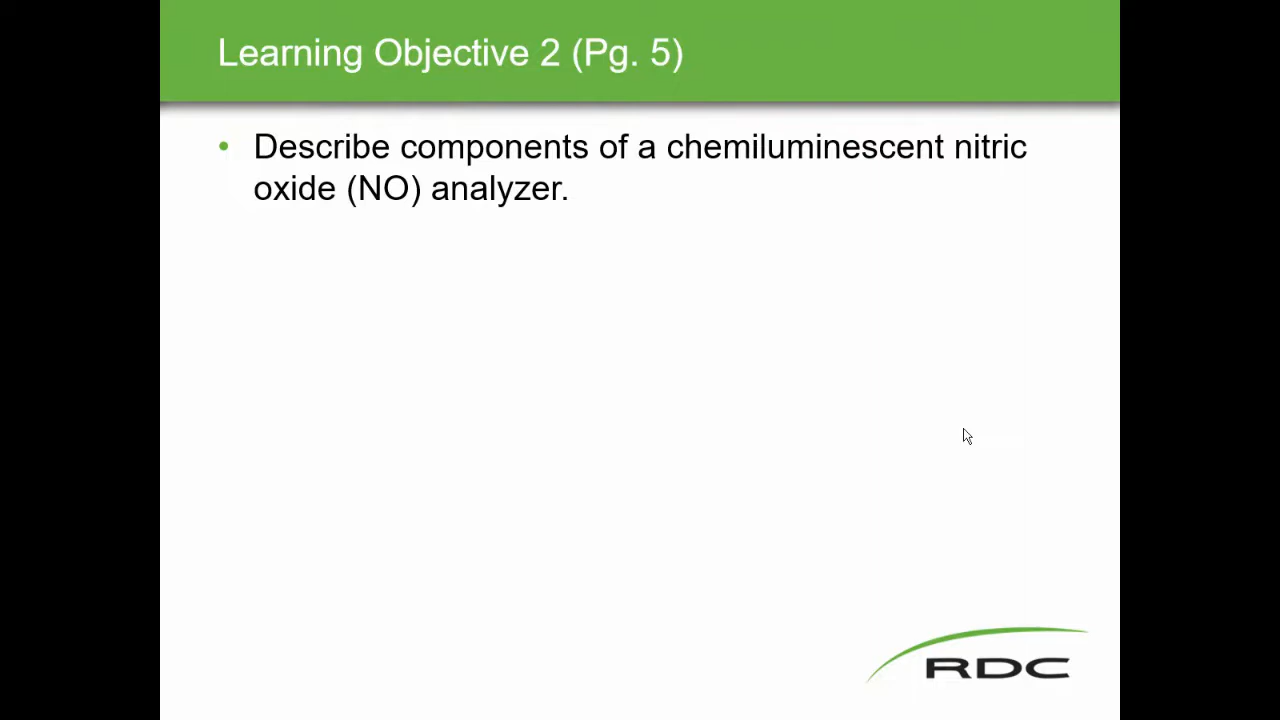 Learning Objective 2 (Pg. 5)
• Describe components of a chemiluminescent nitric
oxide (NO) analyzer.
RDC